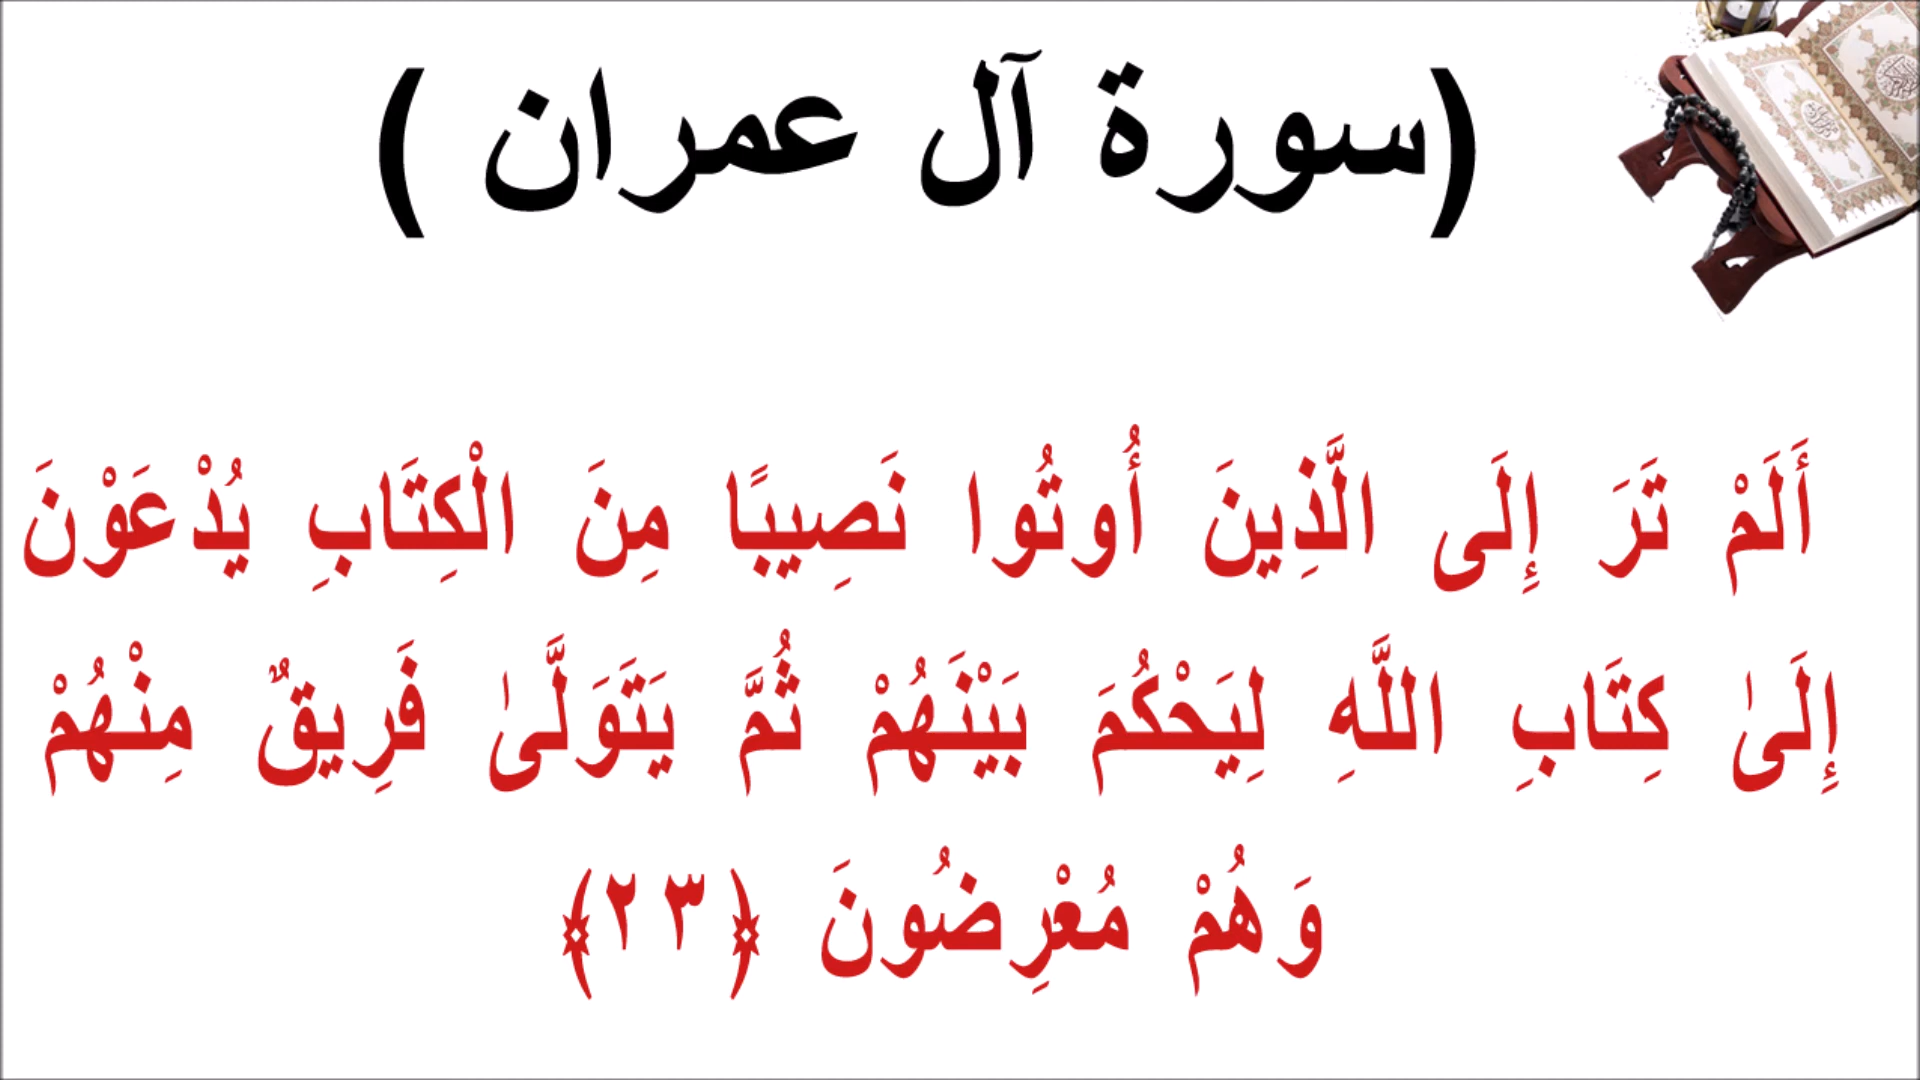 (سورة آل عمران )
أَلَمْ تَرَ إِلَى الَّذِينَ أُوتُوا نَصِيبًا مِنَ الْكِتَابِ يُدْعَوْنَ
إِلَىٰ كِتَابِ اللَّهِ لِيَحْكُمَ بَيْنَهُمْ ثُمَّ يَتَوَلَّىٰ فَرِيقٌ مِنْهُمْ
وَهُمْ مُعْرِضُونَ ﴿٢٣﴾